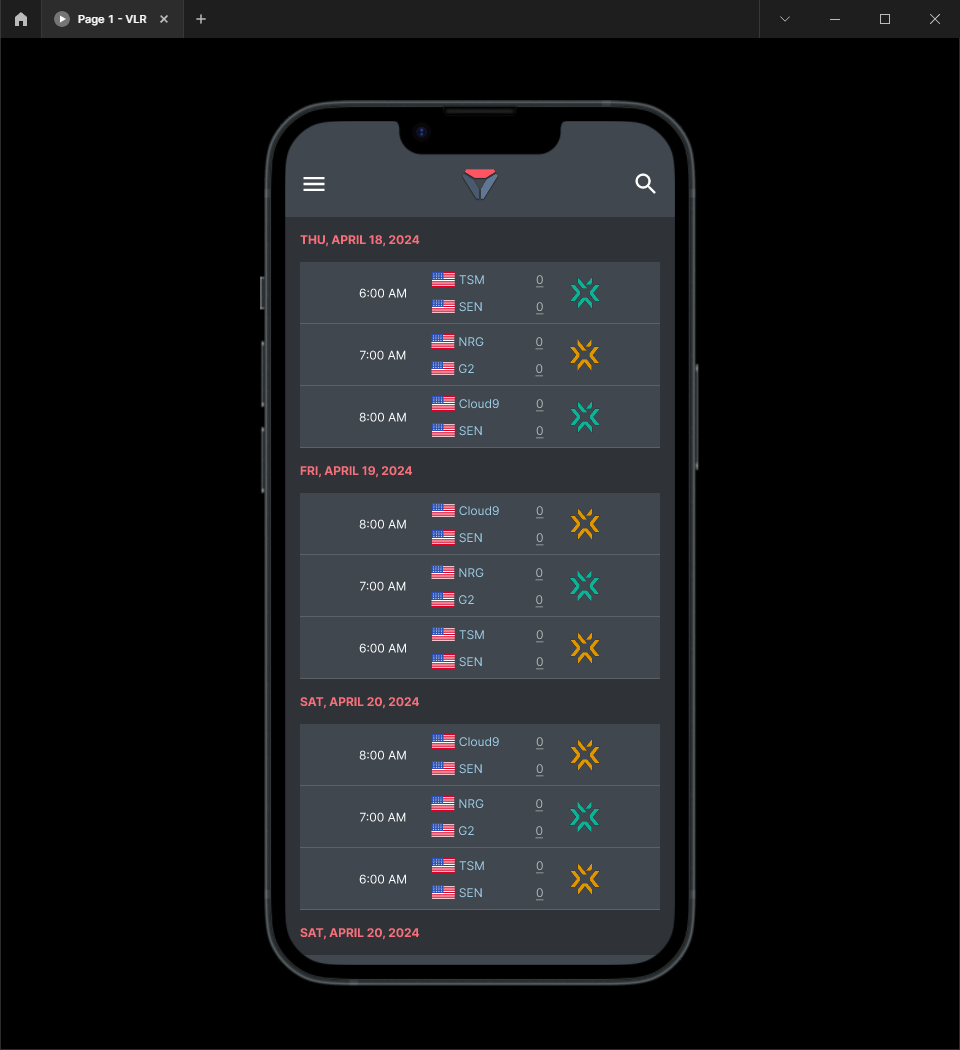 Page 1 - VLR
THU, APRIL 18, 2024
6:00 AM
TSM 0
SEN 0
7:00 AM
NRG 0
G2 0
8:00 AM
Cloud9 0
SEN 0
FRI, APRIL 19, 2024
8:00 AM
Cloud9 0
SEN 0
7:00 AM
NRG 0
G2 0
6:00 AM
TSM 0
SEN 0
SAT, APRIL 20, 2024
8:00 AM
Cloud9 0
SEN 0
7:00 AM
NRG 0
G2 0
6:00 AM
TSM 0
SEN 0
SAT, APRIL 20, 2024